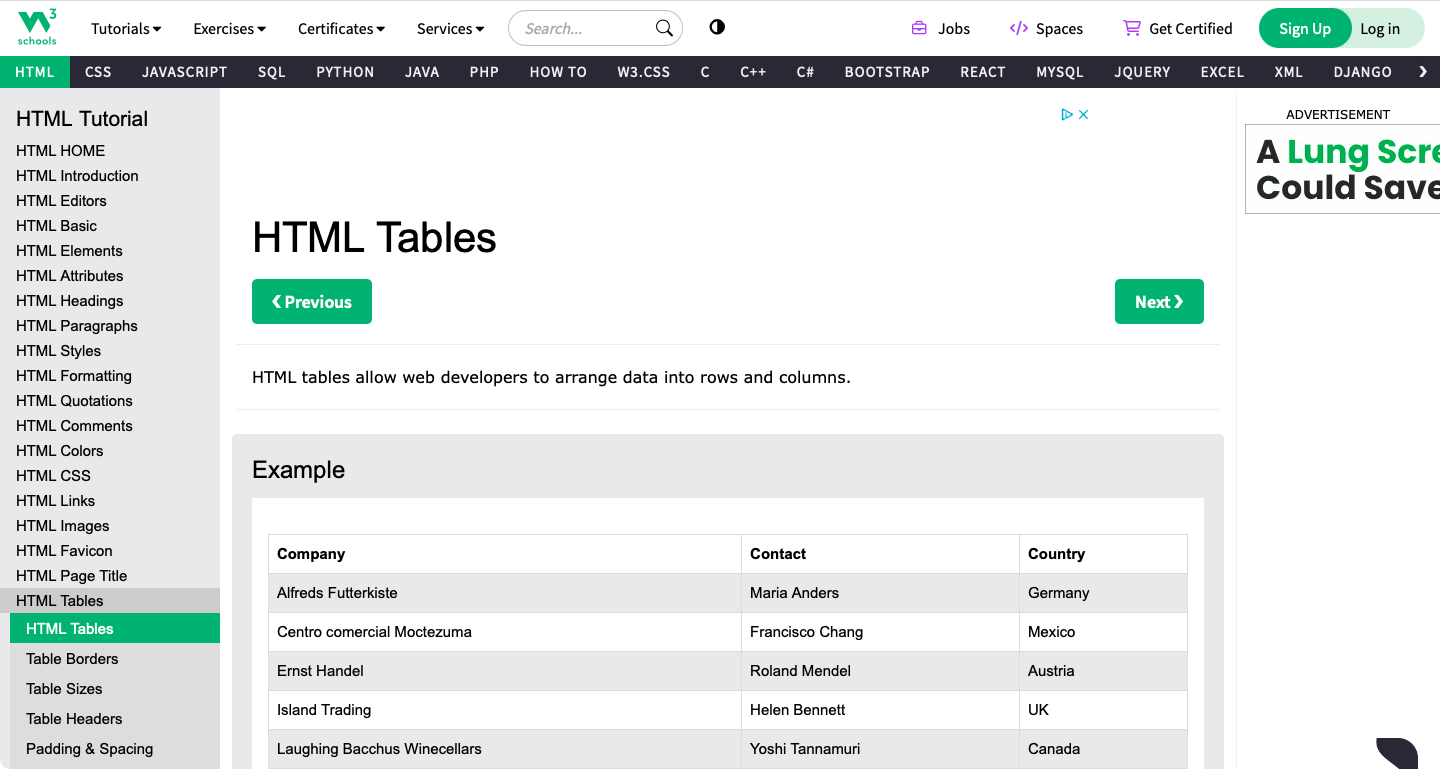 3
schools
Tutorials Exercises Certificates Services Search... Jobs Spaces Get Certified Sign Up Log in
HTML CSS JAVASCRIPT SQL PYTHON JAVA PHP HOW TO W3.CSS C C++ C# BOOTSTRAP REACT MYSQL JQUERY EXCEL XML DJANGO ❯
HTML Tutorial
HTML HOME
HTML Introduction
HTML Editors
HTML Basic
HTML Elements
HTML Attributes
HTML Headings
HTML Paragraphs
HTML Styles
HTML Formatting
HTML Quotations
HTML Comments
HTML Colors
HTML CSS
HTML Links
HTML Images
HTML Favicon
HTML Page Title
HTML Tables
HTML Tables
Table Borders
Table Sizes
Table Headers
Padding & Spacing
HTML Tables
❮ Previous Next ❯
HTML tables allow web developers to arrange data into rows and columns.
Example
Company Contact Country
Alfreds Futterkiste Maria Anders Germany
Centro comercial Moctezuma Francisco Chang Mexico
Ernst Handel Roland Mendel Austria
Island Trading Helen Bennett UK
Laughing Bacchus Winecellars Yoshi Tannamuri Canada
ADVERTISEMENT
A Lung Scre
Could Save